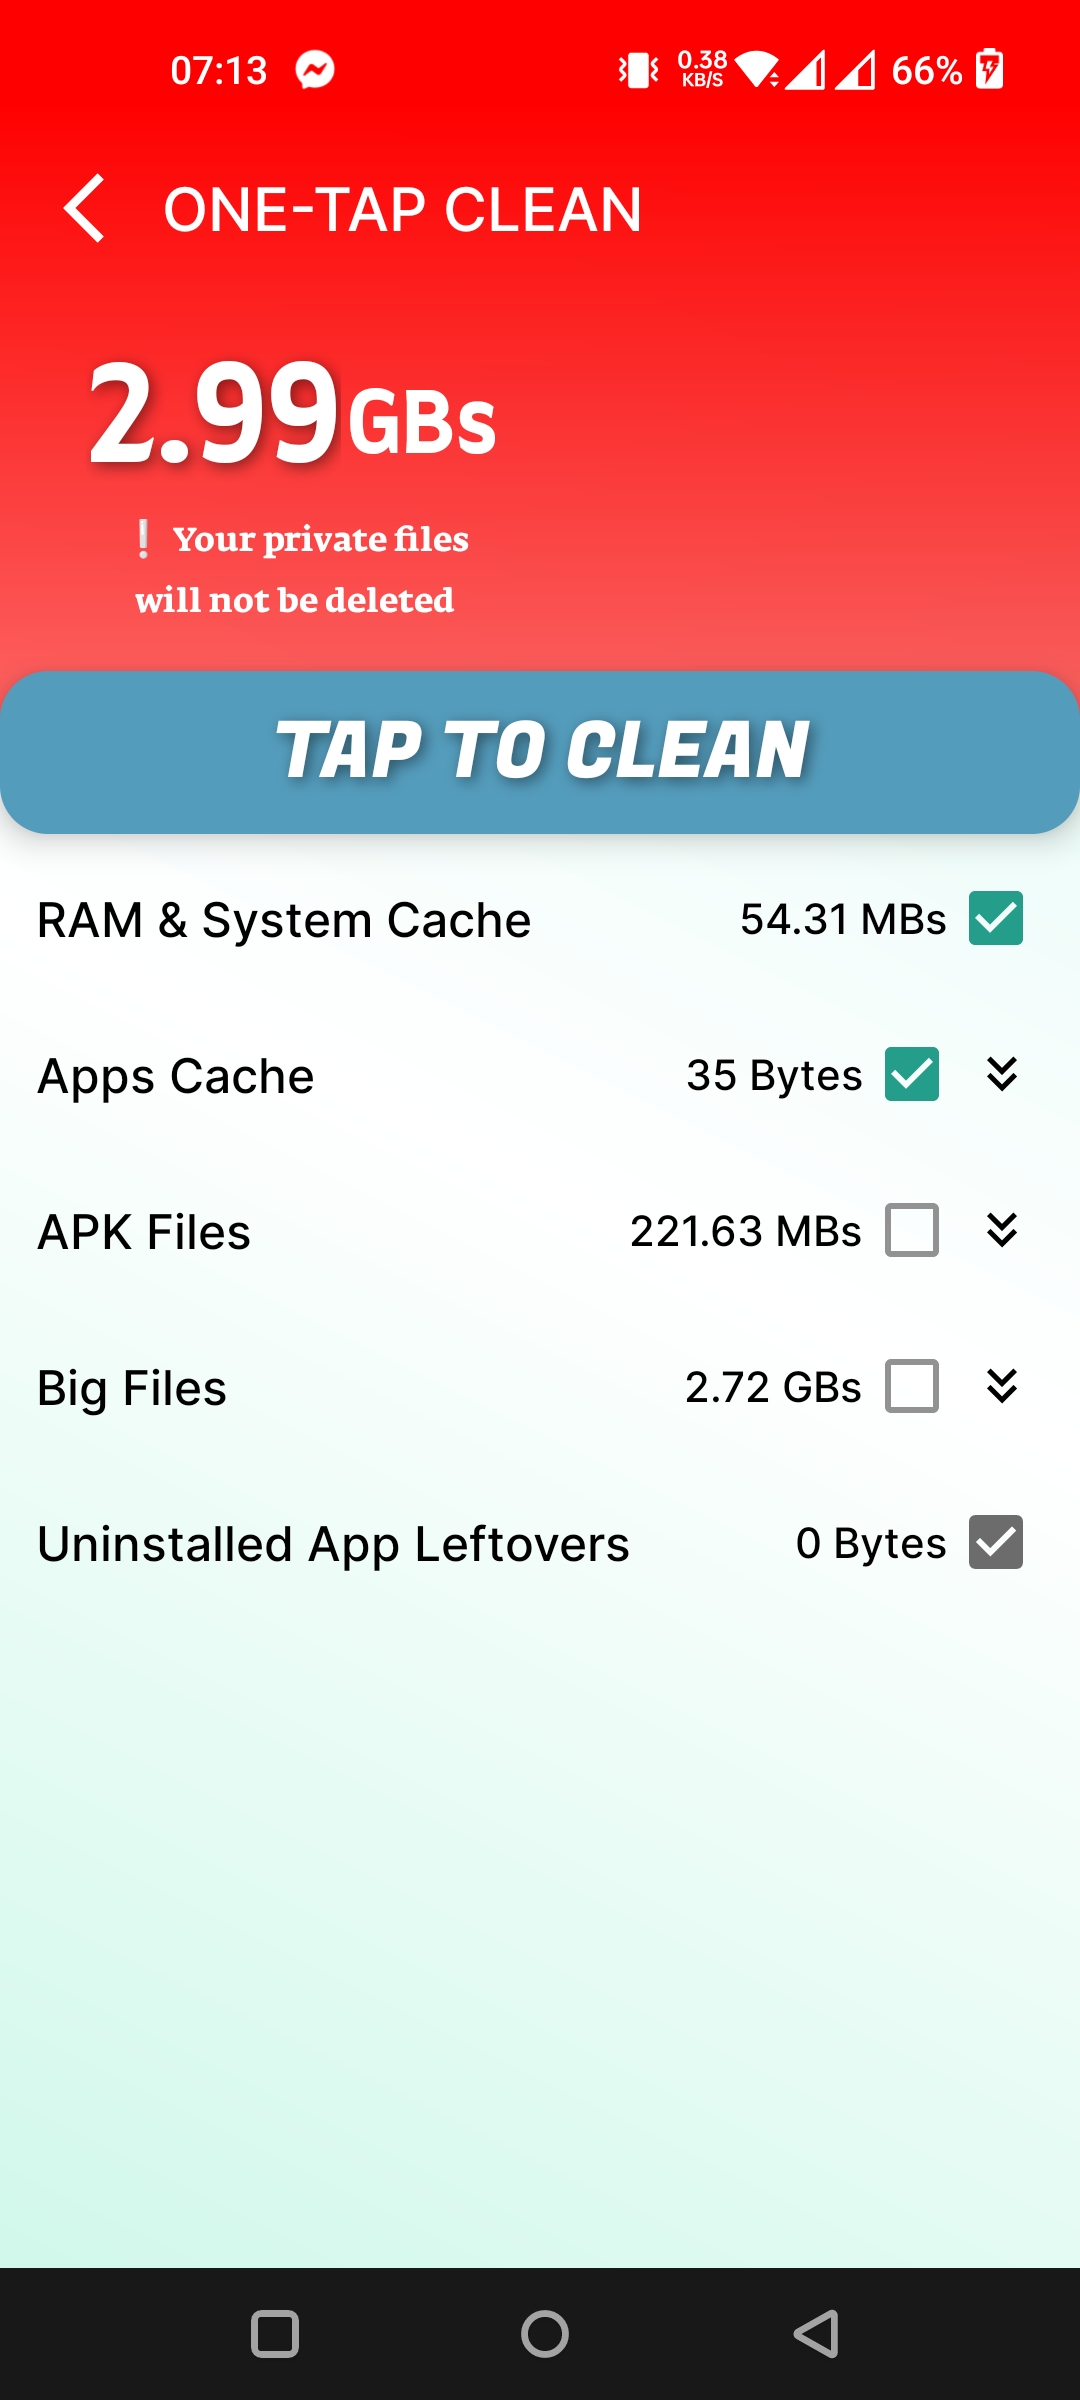 07:13 0.38 KB/S 66%
ONE-TAP CLEAN
2.99 GBs
❕ Your private files
will not be deleted
TAP TO CLEAN
RAM & System Cache 54.31 MBs
Apps Cache 35 Bytes
APK Files 221.63 MBs
Big Files 2.72 GBs
Uninstalled App Leftovers 0 Bytes